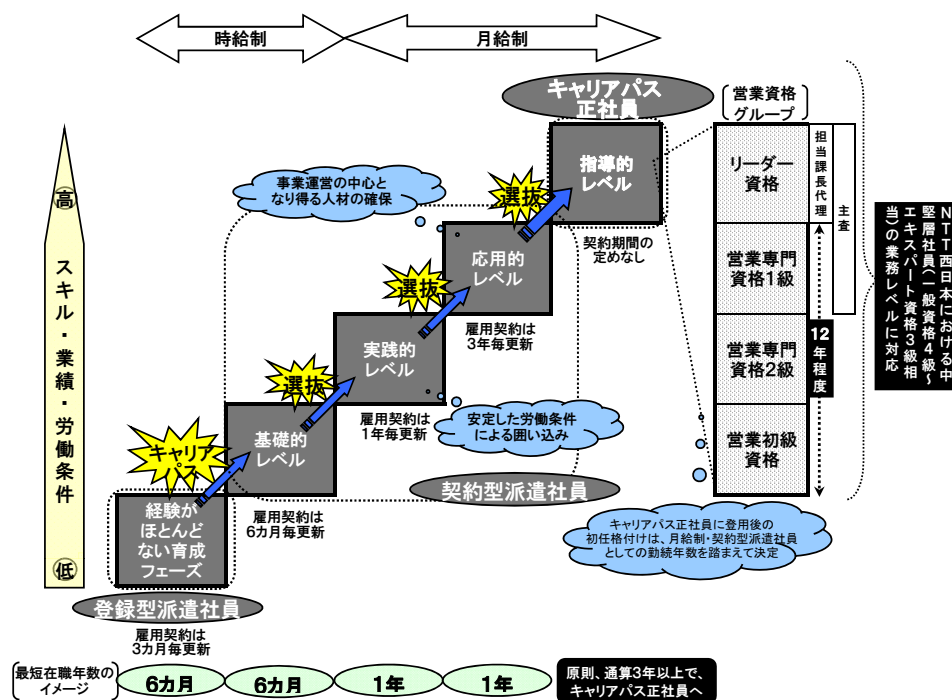 時給制
月給制
キャリアパス
正社員
営業資格
グループ
高
スキル・業績・労働条件
低
事業運営の中心と
なり得る人材の確保
選抜
指導的
レベル
契約期間の
定めなし
リーダー
資格
担当課長代理
主査
応用的
レベル
選抜
雇用契約は
3年毎更新
営業専門
資格1級
NTT西日本における中
堅層社員(一般資格4級~
エキスパート資格3級相
当)の業務レベルに対応
実践的
レベル
選抜
雇用契約は
1年毎更新
営業専門
資格2級
12年程度
安定した労働条件
による囲い込み
基礎的
レベル
キャリア
パス
雇用契約は
6カ月毎更新
営業初級
資格
契約型派遣社員
経験が
ほとんど
ない育成
フェーズ
キャリアパス正社員に登用後の
初任格付けは、月給制・契約型派遣社員
としての勤続年数を踏まえて決定
登録型派遣社員
雇用契約は
3カ月毎更新
最短在職年数の
イメージ
6カ月
6カ月
1年
1年
原則、通算3年以上で、
キャリアパス正社員へ